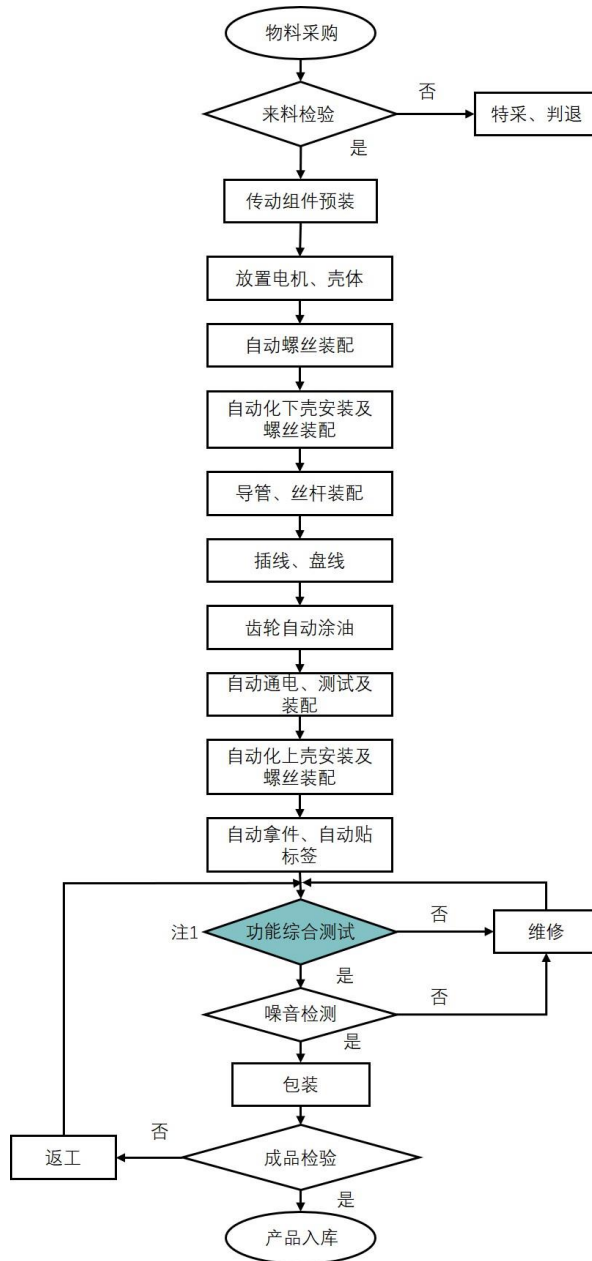 物料采购
来料检验
否
特采、判退
是
传动组件预装
放置电机、壳体
自动螺丝装配
自动化下壳安装及
螺丝装配
导管、丝杆装配
插线、盘线
齿轮自动涂油
自动通电、测试及
装配
自动化上壳安装及
螺丝装配
自动拿件、自动贴
标签
注1
功能综合测试
否
维修
是
噪音检测
否
是
包装
成品检验
否
返工
是
产品入库